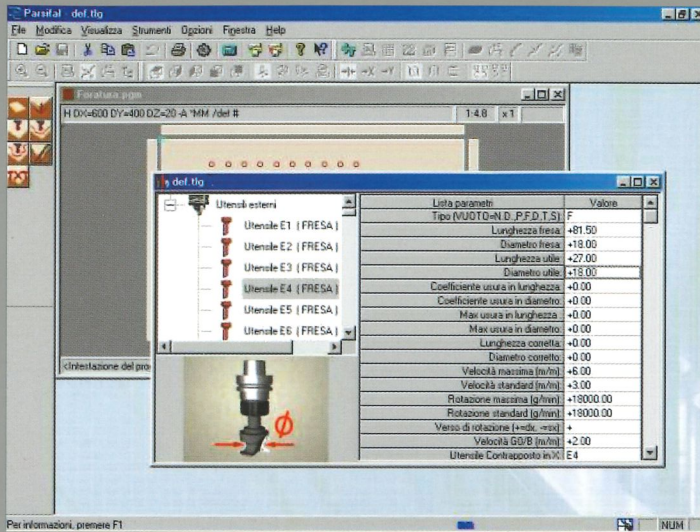 Parsifal - def.tlg
File Modifica Visualizza Strumenti Opzioni Finestra Help
Foratura.pgm
H DX=600 DY=400 DZ=20 -A *MM /def #
1:4.8 x1
def.tlg
Utensili esterni
Utensile E1 ( FRESA )
Utensile E2 ( FRESA )
Utensile E3 ( FRESA )
Utensile E4 ( FRESA )
Utensile E5 ( FRESA )
Utensile E6 ( FRESA )
Lista parametri Valore
Tipo (VUOTO=N.D.,P,F,D,T,S): F
Lunghezza fresa: +81.50
Diametro fresa: +18.00
Lunghezza utile: +27.00
Diametro utile: +18.00
Coefficiente usura in lunghezza: +0.00
Coefficiente usura in diametro: +0.00
Max usura in lunghezza: +0.00
Max usura in diametro: +0.00
Lunghezza corretta: +0.00
Diametro corretto: +0.00
Velocità massima (m/m): +6.00
Velocità standard (m/m): +3.00
Rotazione massima (g/min): +18000.00
Rotazione standard (g/min): +18000.00
Verso di rotazione (+=dx, -=sx): +
Velocità G0/B (m/m): +2.00
Utensile Contrapposto in X: E4
Φ
<Intestazione del pro
TXT
Per informazioni, premere F1
NUM